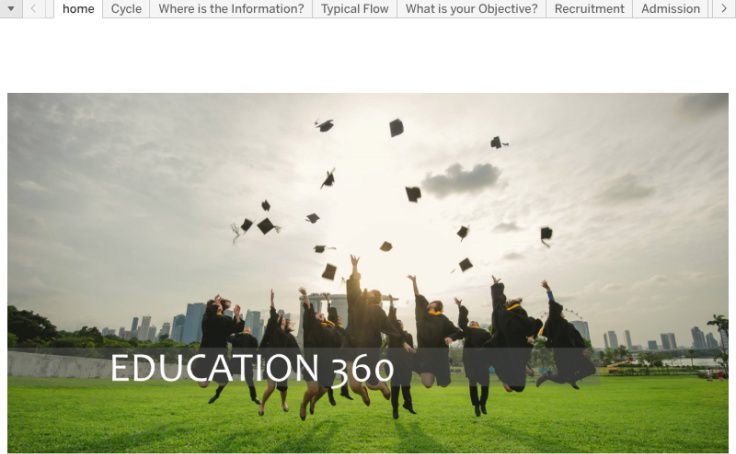 home Cycle Where is the Information? Typical Flow What is your Objective? Recruitment Admission
EDUCATION 360